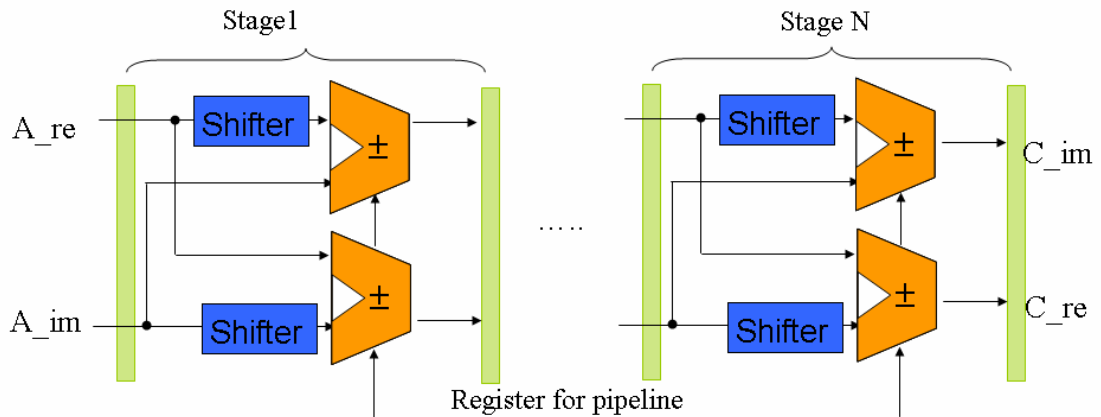 Stage1
Stage N
Shifter
±
Shifter
±
A_re
C_im
.....
±
±
A_im
Shifter
Shifter
C_re
Register for pipeline